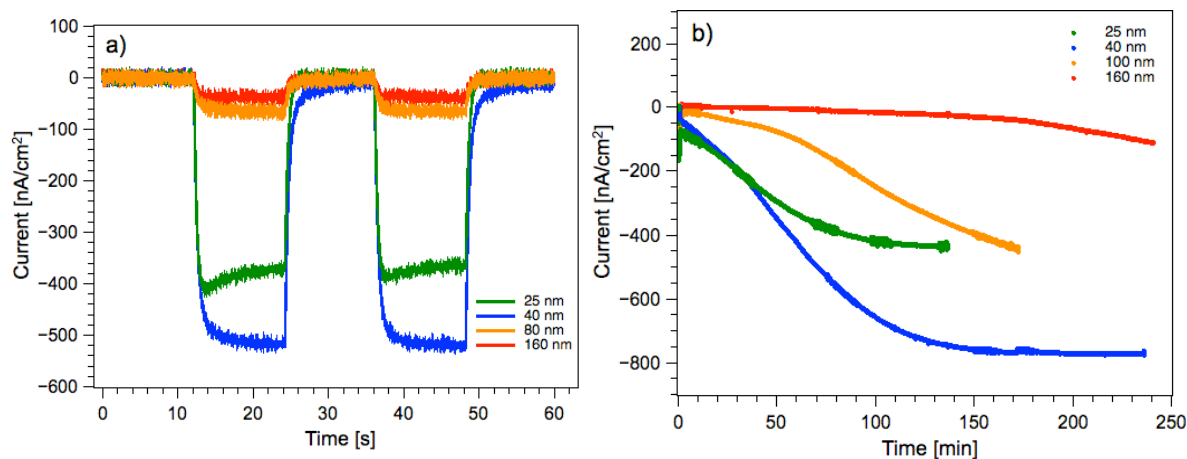 a)
Current [nA/cm2]
100
0
−100
−200
−300
−400
−500
−600
0
10
20
30
40
50
60
Time [s]
25 nm
40 nm
80 nm
160 nm
b)
Current [nA/cm2]
200
0
−200
−400
−600
−800
0
50
100
150
200
250
Time [min]
25 nm
40 nm
100 nm
160 nm